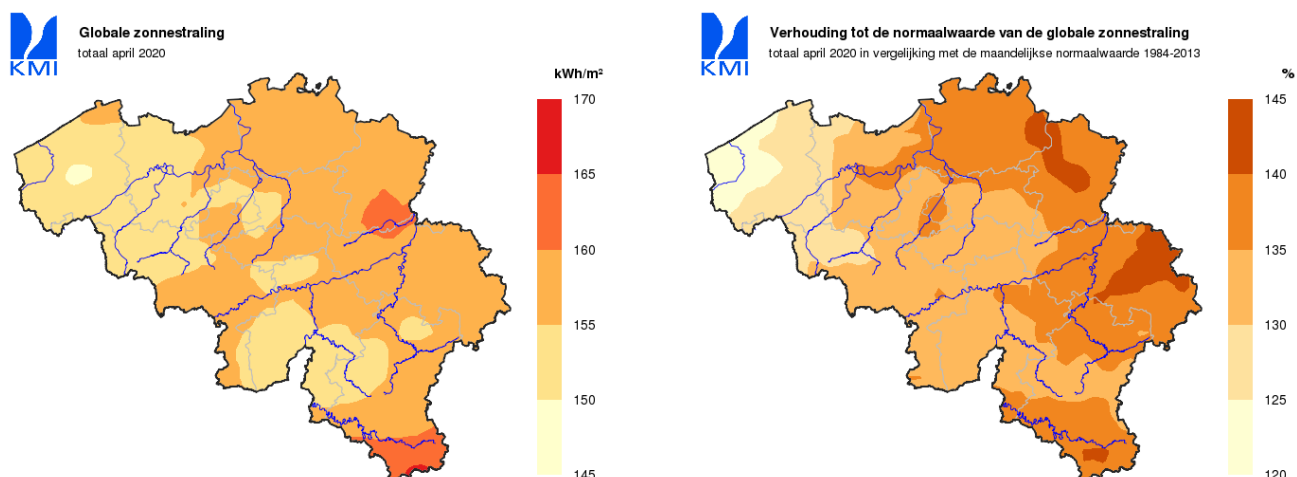 KMI
Globale zonnestraling
totaal april 2020
kWh/m²
170
165
160
155
150
145
KMI
Verhouding tot de normaalwaarde van de globale zonnestraling
totaal april 2020 in vergelijking met de maandelijkse normaalwaarde 1984-2013
%
145
140
135
130
125
120